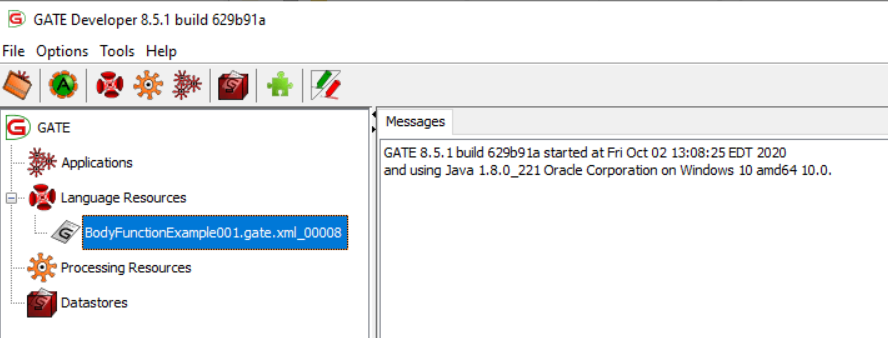 GATE Developer 8.5.1 build 629b91a
File Options Tools Help
GATE
Applications
Language Resources
BodyFunctionExample001.gate.xml_00008
Processing Resources
Datastores
Messages
GATE 8.5.1 build 629b91a started at Fri Oct 02 13:08:25 EDT 2020
and using Java 1.8.0_221 Oracle Corporation on Windows 10 amd64 10.0.